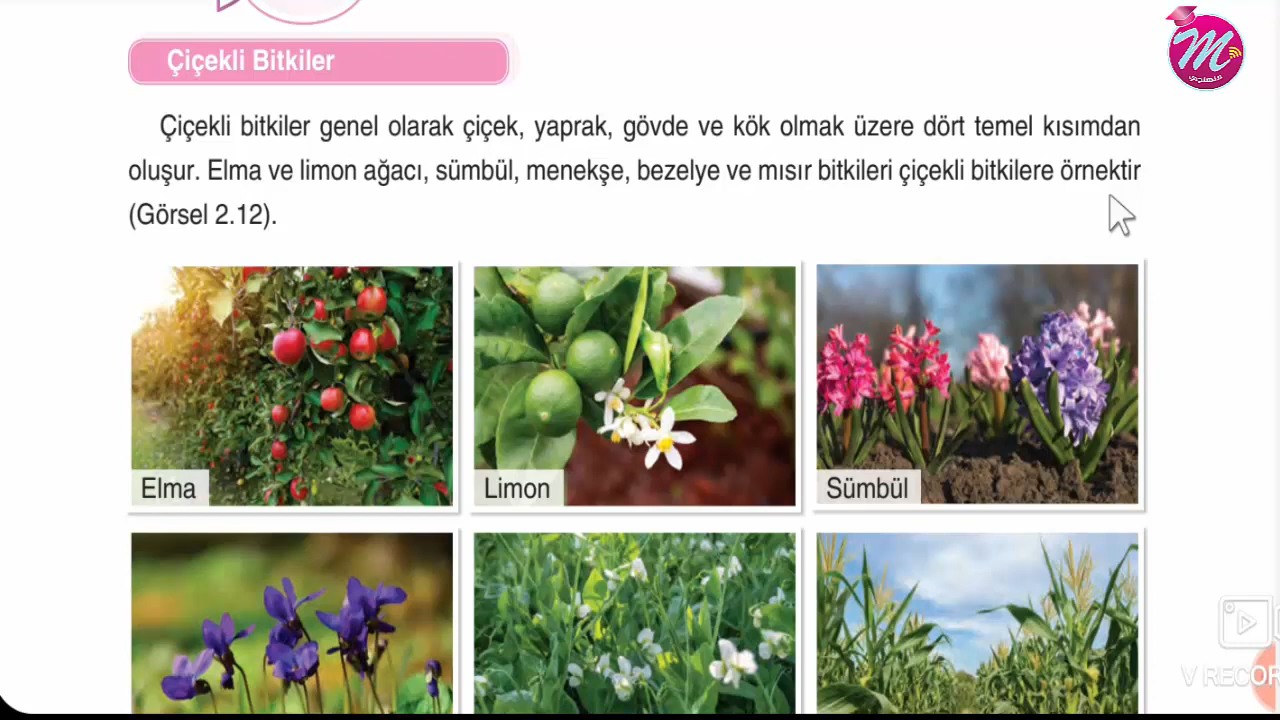 Çiçekli Bitkiler
Çiçekli bitkiler genel olarak çiçek, yaprak, gövde ve kök olmak üzere dört temel kısımdan
oluşur. Elma ve limon ağacı, sümbül, menekşe, bezelye ve mısır bitkileri çiçekli bitkilere örnektir
(Görsel 2.12).
Elma
Limon
Sümbül
V RECOR